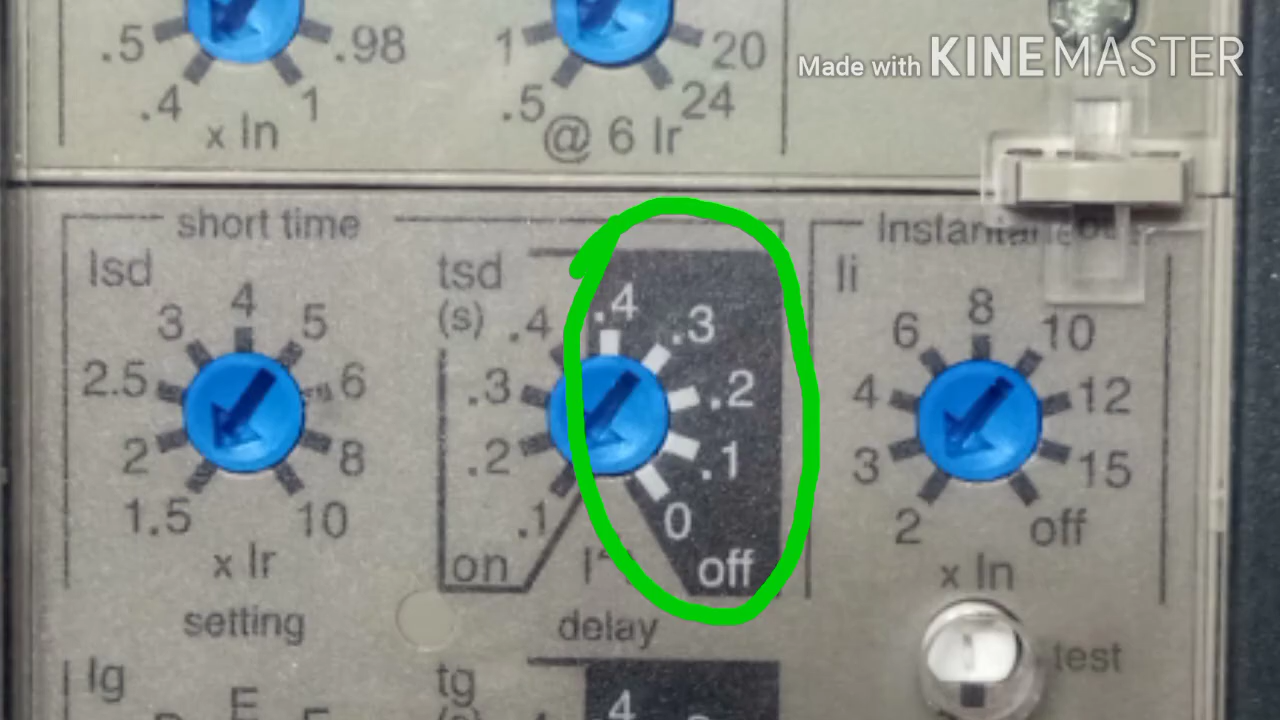 .5
.98
.4
1
x In
1
20
.5
24
@ 6 Ir
Made with KINEMASTER
short time
Isd
3
4
5
2.5
6
2
8
1.5
10
x Ir
setting
tsd
(s)
.4
.4
.3
.3
.2
.2
.1
.1
0
on
off
delay
Instantaneous
Ii
6
8
10
4
12
3
15
2
off
x In
test
Ig
E
tg
4